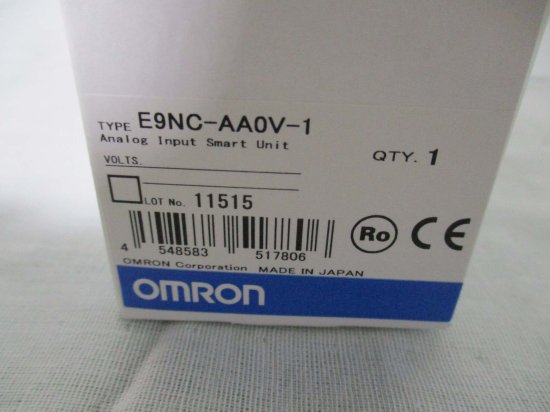 TYPE E9NC-AA0V-1
Analog Input Smart Unit
QTY. 1
VOLTS.
LOT No. 11515
4 548583 517806
Ro CE
OMRON Corporation MADE IN JAPAN
OMRON